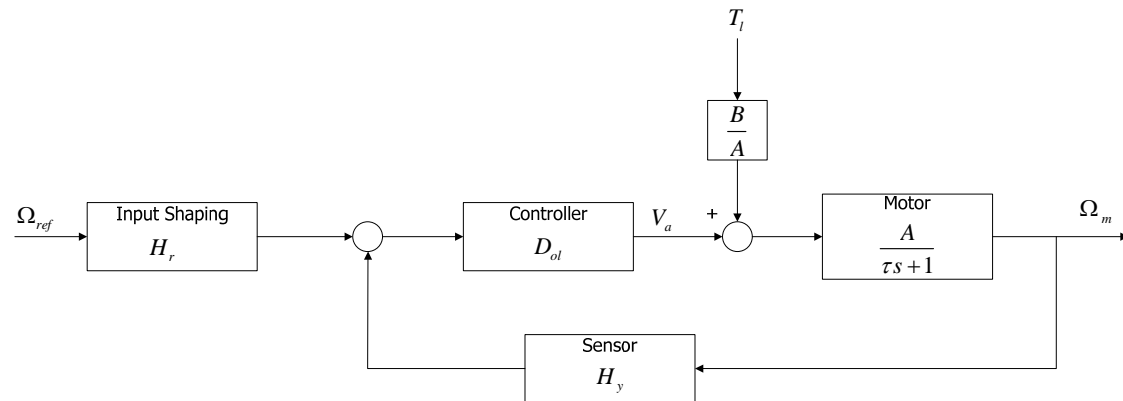 T_l
B
A
Ω_ref
Input Shaping
H_r
Controller
D_ol
V_a
+
Motor
A
τs+1
Ω_m
Sensor
H_y